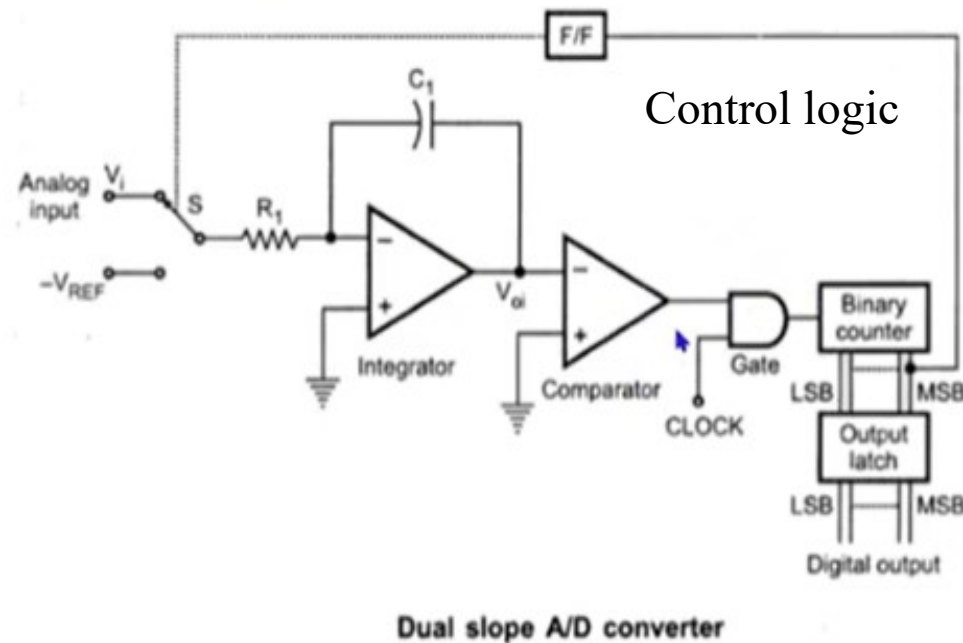 F/F
Control logic
C1
Analog input
Vi
S
R1
–VREF
–
+
Voi
Integrator
–
+
Comparator
Gate
CLOCK
Binary
counter
LSB
MSB
Output
latch
LSB
MSB
Digital output
Dual slope A/D converter